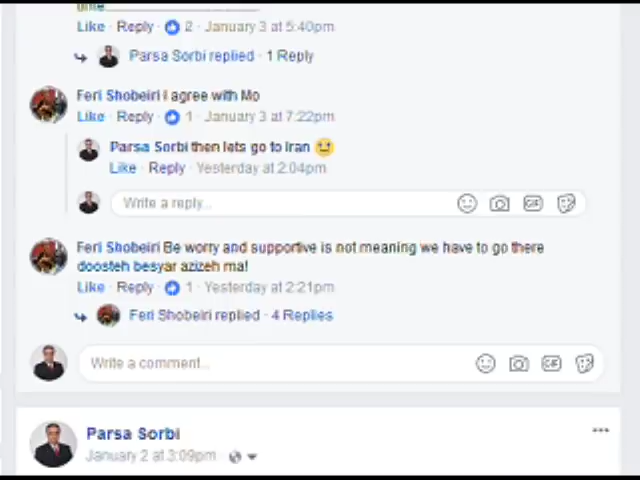 Like · Reply · 2 · January 3 at 5:40pm
Parsa Sorbi replied · 1 Reply
Feri Shobeiri I agree with Mo
Like · Reply · 1 · January 3 at 7:22pm
Parsa Sorbi then lets go to Iran
Like · Reply · Yesterday at 2:04pm
Write a reply...
GIF
Feri Shobeiri Be worry and supportive is not meaning we have to go there
doosteh besyar azizeh ma!
Like · Reply · 1 · Yesterday at 2:21pm
Feri Shobeiri replied · 4 Replies
Write a comment...
GIF
Parsa Sorbi
January 2 at 3:09pm